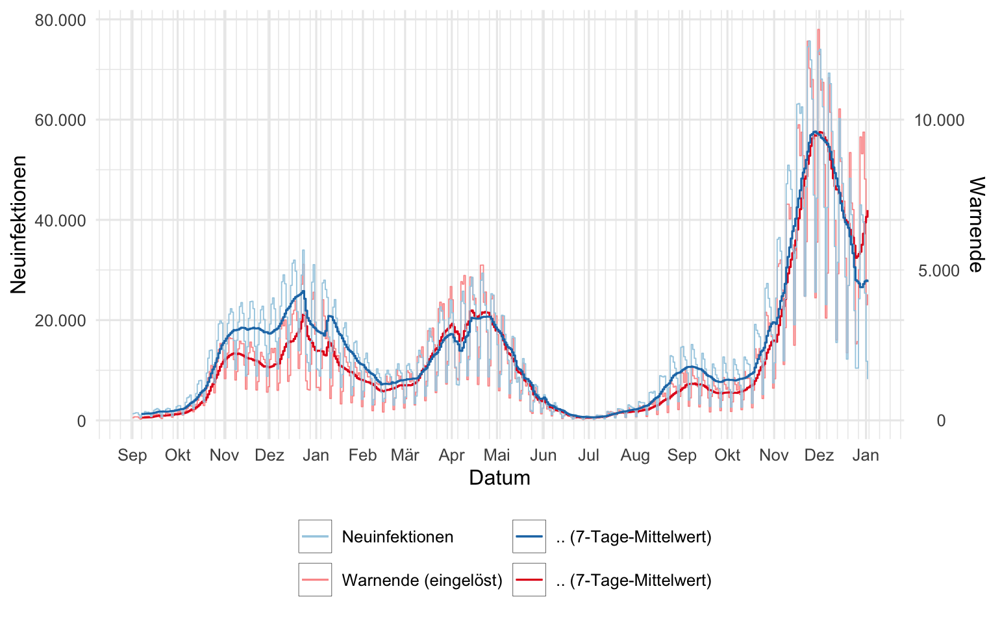 80.000
60.000
40.000
20.000
0
Neuinfektionen
10.000
5.000
0
Warnende
Sep Okt Nov Dez Jan Feb Mär Apr Mai Jun Jul Aug Sep Okt Nov Dez Jan
Datum
Neuinfektionen .. (7-Tage-Mittelwert)
Warnende (eingelöst) .. (7-Tage-Mittelwert)